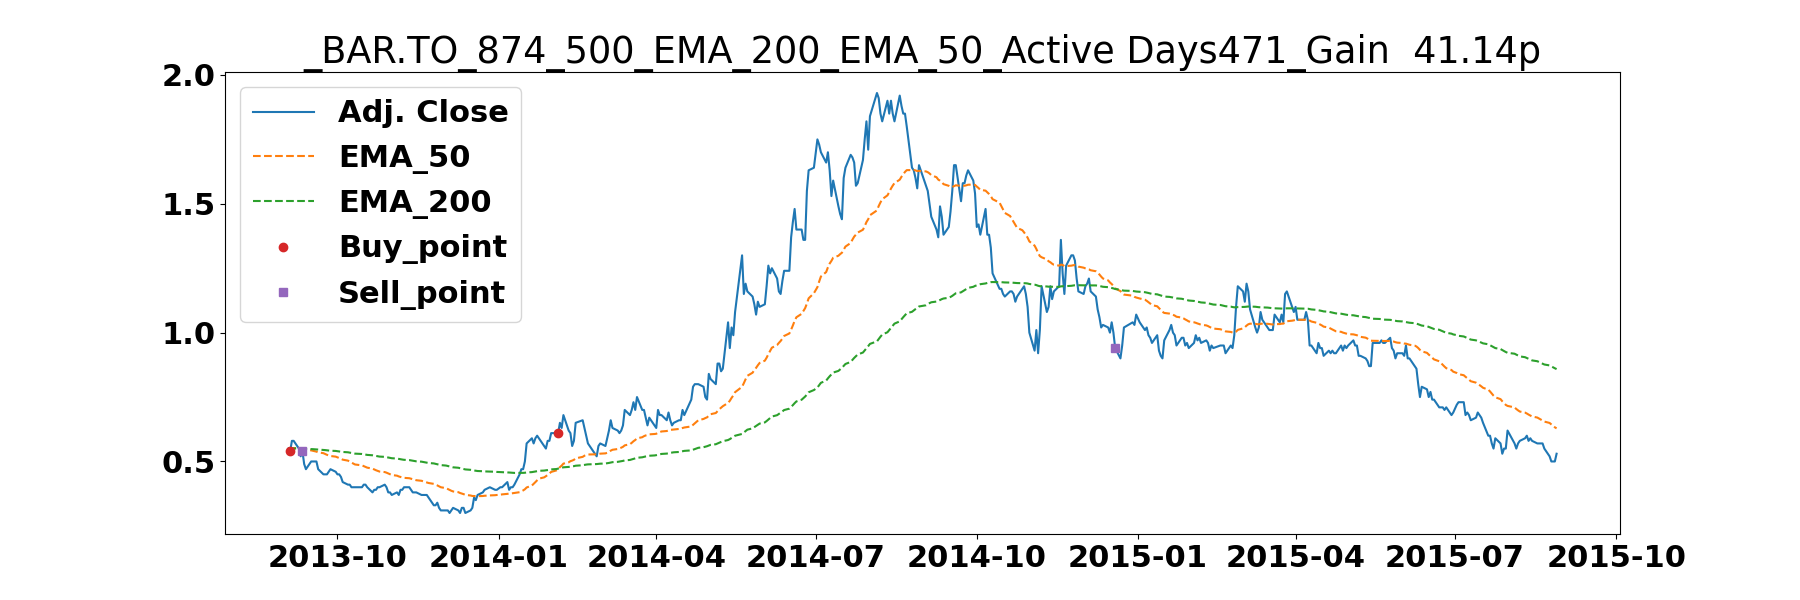 _BAR.TO_874_500_EMA_200_EMA_50_Active Days471_Gain  41.14p
2.0
1.5
1.0
0.5
Adj. Close
EMA_50
EMA_200
Buy_point
Sell_point
2013-10 2014-01 2014-04 2014-07 2014-10 2015-01 2015-04 2015-07 2015-10